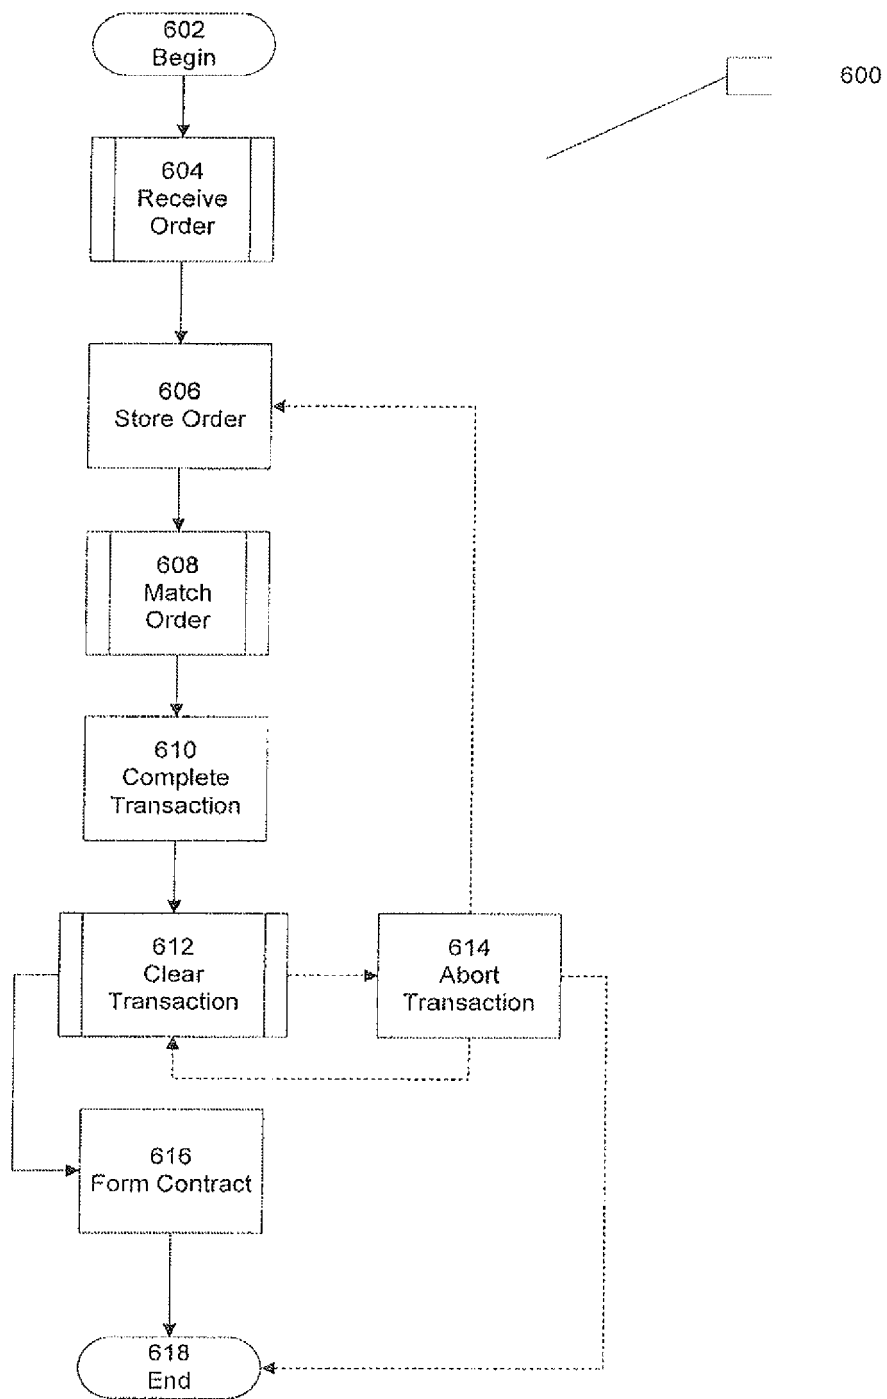 602
Begin
600
604
Receive
Order
606
Store Order
608
Match
Order
610
Complete
Transaction
612
Clear
Transaction
614
Abort
Transaction
616
Form Contract
618
End